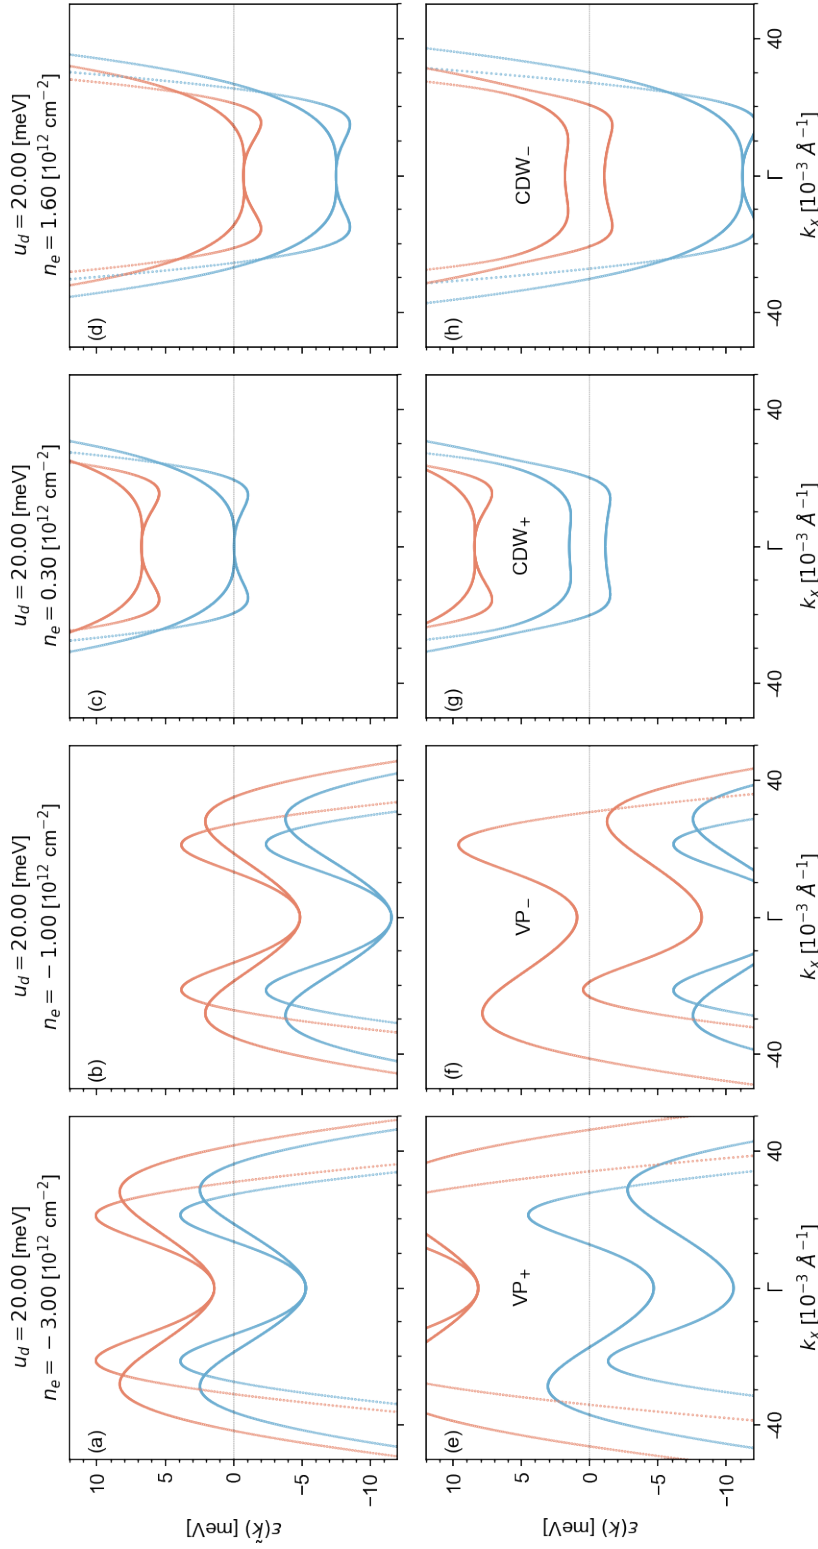 u_d = 20.00 [meV]
n_e = − 3.00 [10^12 cm^−2]
u_d = 20.00 [meV]
n_e = − 1.00 [10^12 cm^−2]
u_d = 20.00 [meV]
n_e = 0.30 [10^12 cm^−2]
u_d = 20.00 [meV]
n_e = 1.60 [10^12 cm^−2]
ε(k̰) [meV]
10
5
0
−5
−10
(a)
(b)
(c)
(d)
ε(k) [meV]
10
5
0
−5
−10
(e)
VP₊
(f)
VP₋
(g)
CDW₊
(h)
CDW₋
-40
Γ
40
-40
Γ
40
-40
Γ
40
-40
Γ
40
k_x [10^−3 Å^−1]
k_x [10^−3 Å^−1]
k_x [10^−3 Å^−1]
k_x [10^−3 Å^−1]